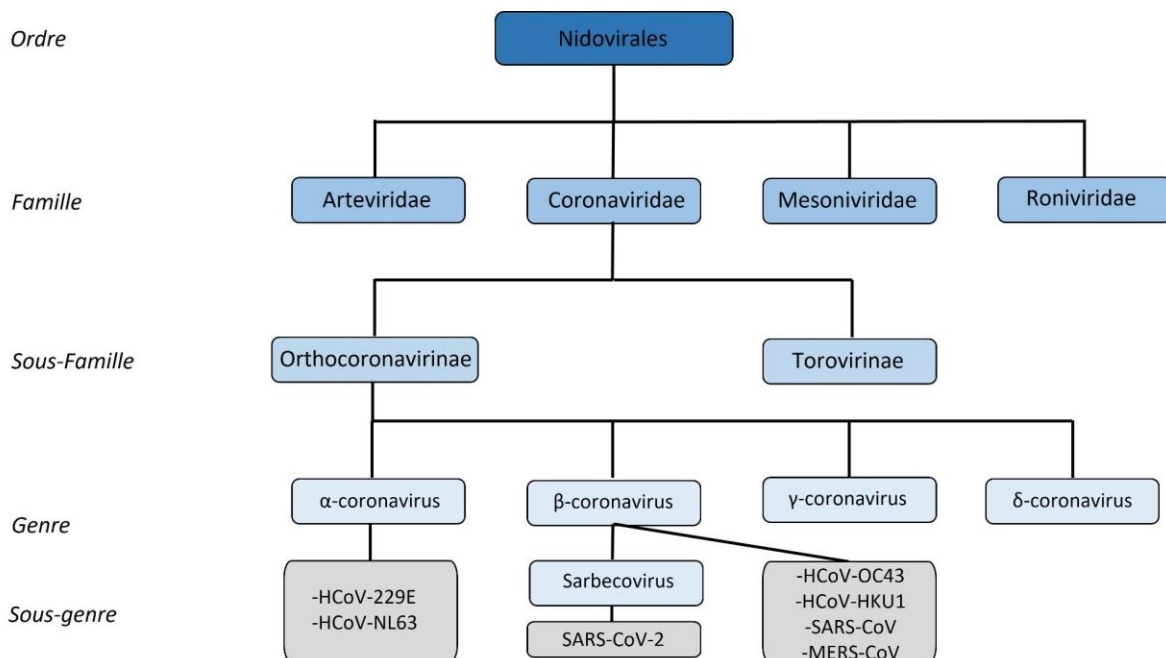 Ordre
Nidovirales
Famille
Arteviridae
Coronaviridae
Mesoniviridae
Roniviridae
Sous-Famille
Orthocoronavirinae
Torovirinae
Genre
α-coronavirus
β-coronavirus
γ-coronavirus
δ-coronavirus
Sous-genre
-HCoV-229E
-HCoV-NL63
Sarbecovirus
SARS-CoV-2
-HCoV-OC43
-HCoV-HKU1
-SARS-CoV
-MERS-CoV